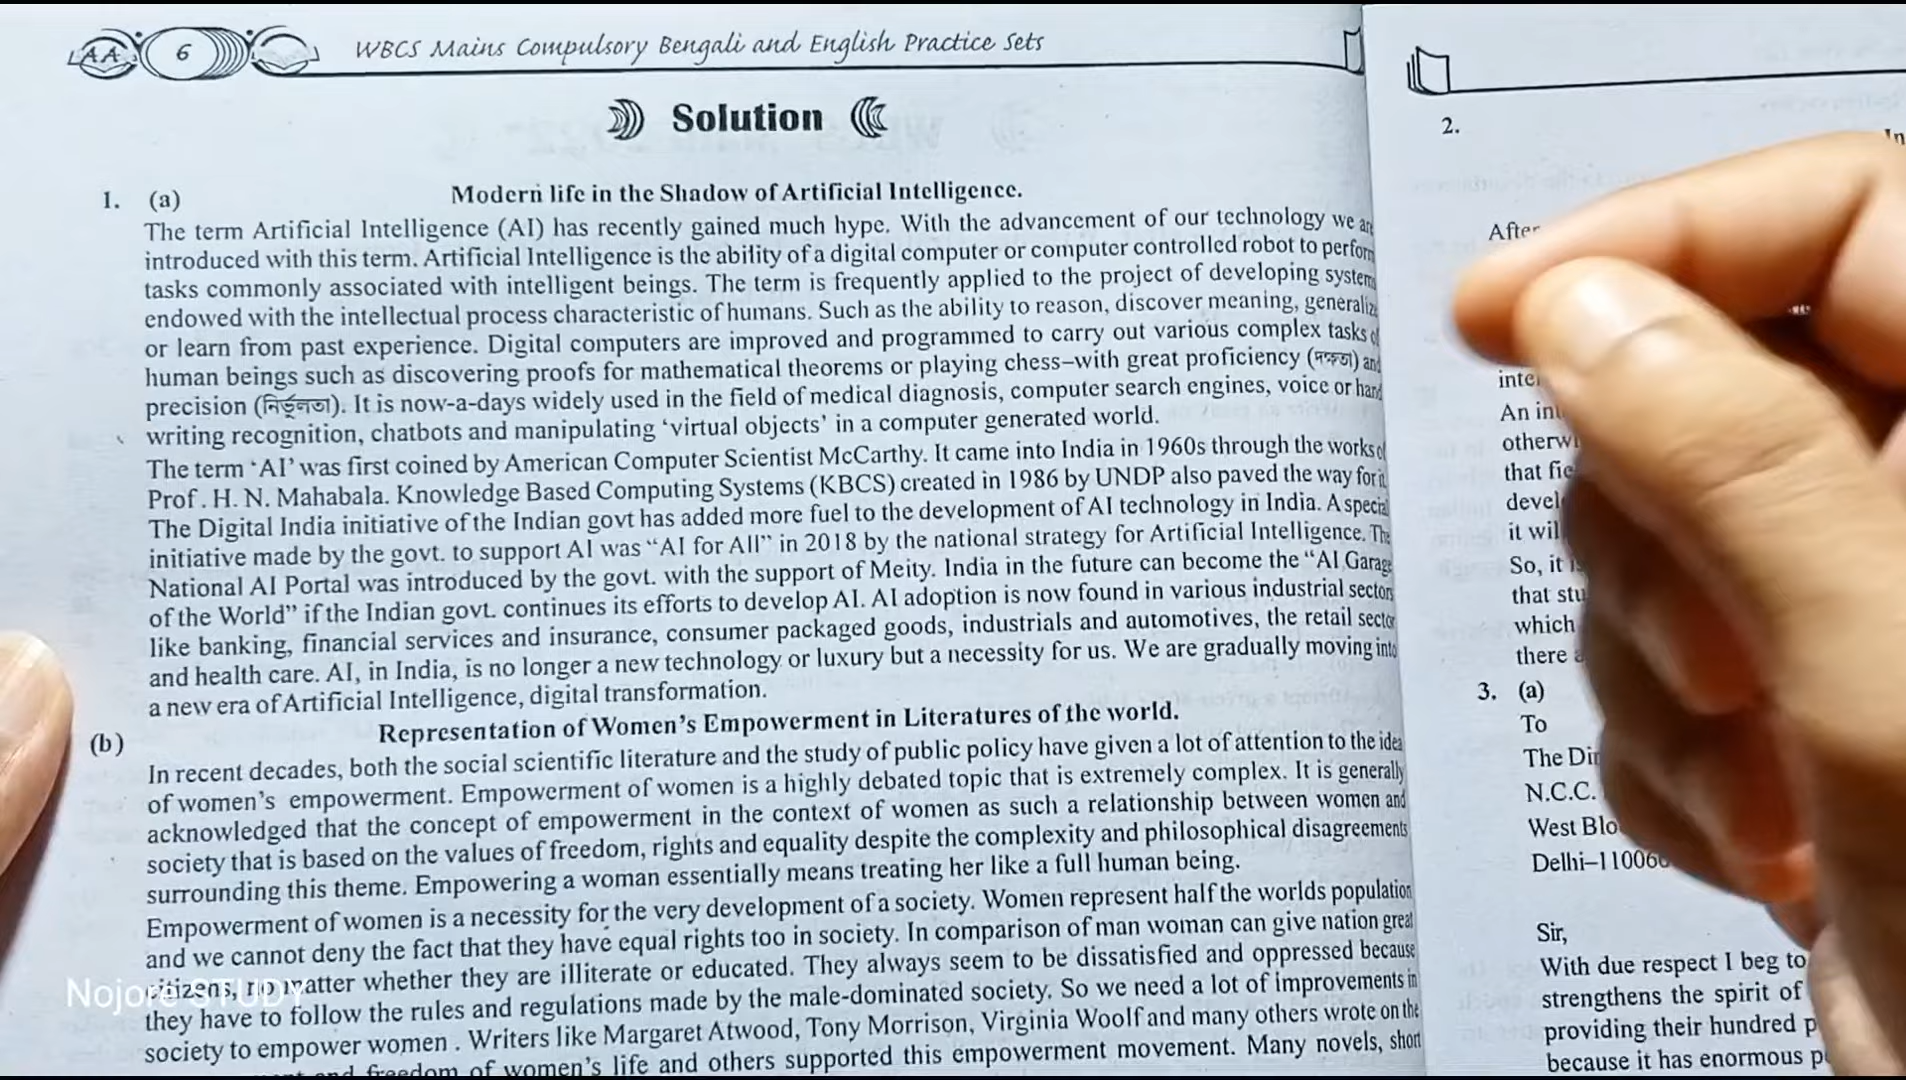 AA 6 WBCS Mains Compulsory Bengali and English Practice Sets
Solution
1. (a) Modern life in the Shadow of Artificial Intelligence.
The term Artificial Intelligence (AI) has recently gained much hype. With the advancement of our technology we
introduced with this term. Artificial Intelligence is the ability of a digital computer or computer controlled robot to perform
tasks commonly associated with intelligent beings. The term is frequently applied to the project of developing system
endowed with the intellectual process characteristic of humans. Such as the ability to reason, discover meaning, generalize
or learn from past experience. Digital computers are improved and programmed to carry out various complex tasks
human beings such as discovering proofs for mathematical theorems or playing chess–with great proficiency (দক্ষতা)
precision (নির্ভুলতা). It is now-a-days widely used in the field of medical diagnosis, computer search engines, voice or hand
writing recognition, chatbots and manipulating ‘virtual objects’ in a computer generated world.
The term ‘AI’ was first coined by American Computer Scientist McCarthy. It came into India in 1960s through the works
Prof. H. N. Mahabala. Knowledge Based Computing Systems (KBCS) created in 1986 by UNDP also paved the way for
The Digital India initiative of the Indian govt has added more fuel to the development of AI technology in India. A special
initiative made by the govt. to support AI was “AI for All” in 2018 by the national strategy for Artificial Intelligence. The
National AI Portal was introduced by the govt. with the support of Meity. India in the future can become the “AI Garage
of the World” if the Indian govt. continues its efforts to develop AI. AI adoption is now found in various industrial sectors
like banking, financial services and insurance, consumer packaged goods, industrials and automotives, the retail sector
and health care. AI, in India, is no longer a new technology or luxury but a necessity for us. We are gradually moving into
a new era of Artificial Intelligence, digital transformation.
(b) Representation of Women’s Empowerment in Literatures of the world.
In recent decades, both the social scientific literature and the study of public policy have given a lot of attention to the idea
of women’s empowerment. Empowerment of women is a highly debated topic that is extremely complex. It is generally
acknowledged that the concept of empowerment in the context of women as such a relationship between women and
society that is based on the values of freedom, rights and equality despite the complexity and philosophical disagreements
surrounding this theme. Empowering a woman essentially means treating her like a full human being.
Empowerment of women is a necessity for the very development of a society. Women represent half the worlds population
and we cannot deny the fact that they have equal rights too in society. In comparison of man woman can give nation great
citizens, no matter whether they are illiterate or educated. They always seem to be dissatisfied and oppressed because
they have to follow the rules and regulations made by the male-dominated society. So we need a lot of improvements in
society to empower women . Writers like Margaret Atwood, Tony Morrison, Virginia Woolf and many others wrote on the
and freedom of women’s life and others supported this empowerment movement. Many novels, short
Nojore STUDY
2.
In
After
An
that
it will
So, it
that
which
there
3. (a)
To
The
N.C.C.
West
Delhi–110066
Sir,
With due respect I beg to
strengthens the spirit of
providing their hundred
because it has enormous